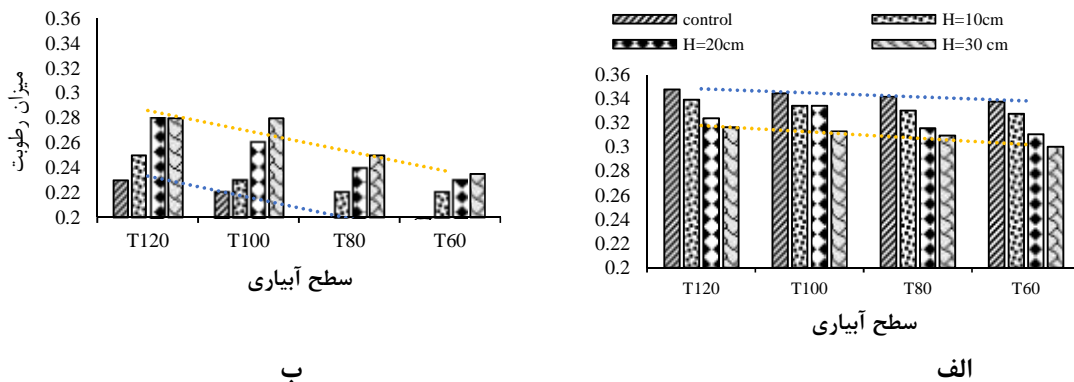 control
H=10cm
H=20cm
H=30 cm
0.36
0.34
0.32
0.3
0.28
0.26
0.24
0.22
0.2
T120
T100
T80
T60
سطح آبیاری
الف
میزان رطوبت
0.36
0.34
0.32
0.3
0.28
0.26
0.24
0.22
0.2
T120
T100
T80
T60
سطح آبیاری
ب